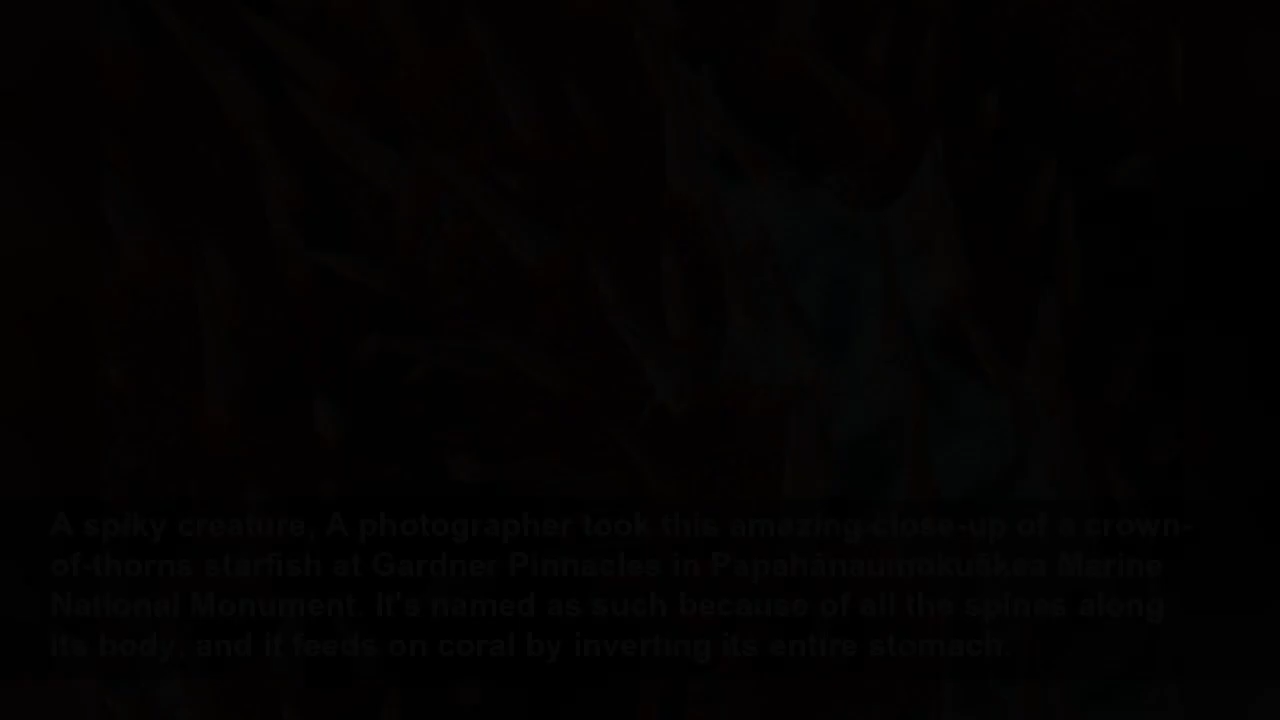 A spiky creature, A photographer took this amazing close-up of a crown-
of-thorns starfish at Gardner Pinnacles in Papahānaumokuākea Marine
National Monument. It's named as such because of all the spines along
its body, and it feeds on coral by inverting its entire stomach.